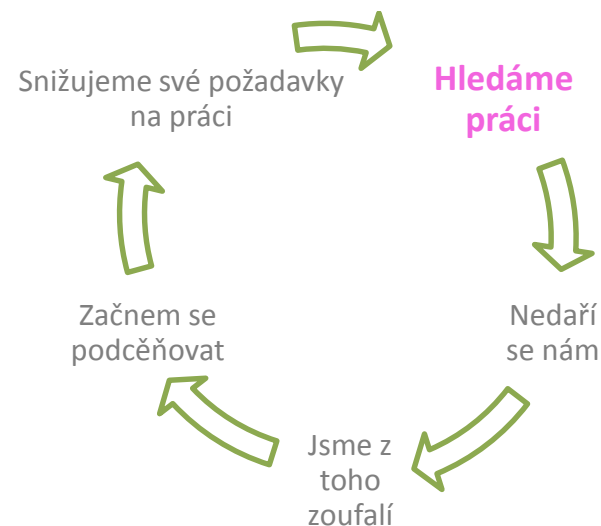 Hledáme
práci
Nedaří
se nám
Jsme z
toho
zoufalí
Začnem se
podcěňovat
Snižujeme své požadavky
na práci